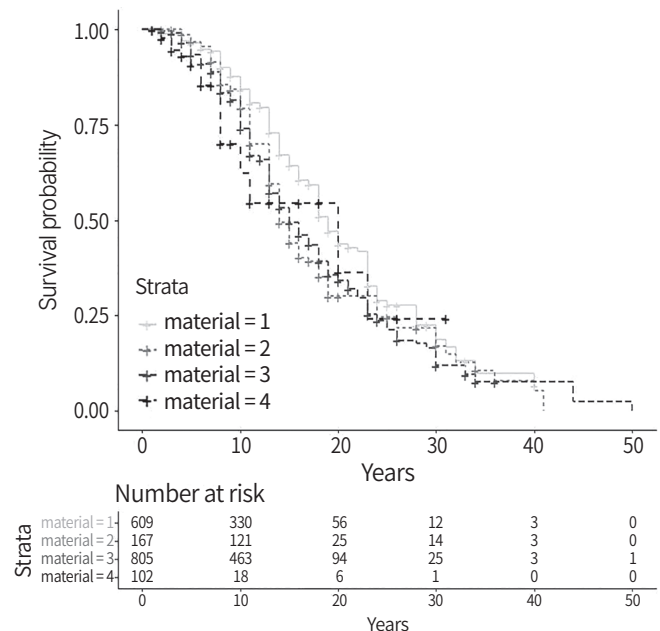 1.00
0.75
0.50
0.25
0.00
Survival probability
Strata
material = 1
material = 2
material = 3
material = 4
0 10 20 30 40 50
Years
Number at risk
Strata
material = 1 609 330 56 12 3 0
material = 2 167 121 25 14 3 0
material = 3 805 463 94 25 3 1
material = 4 102 18 6 1 0 0
0 10 20 30 40 50
Years